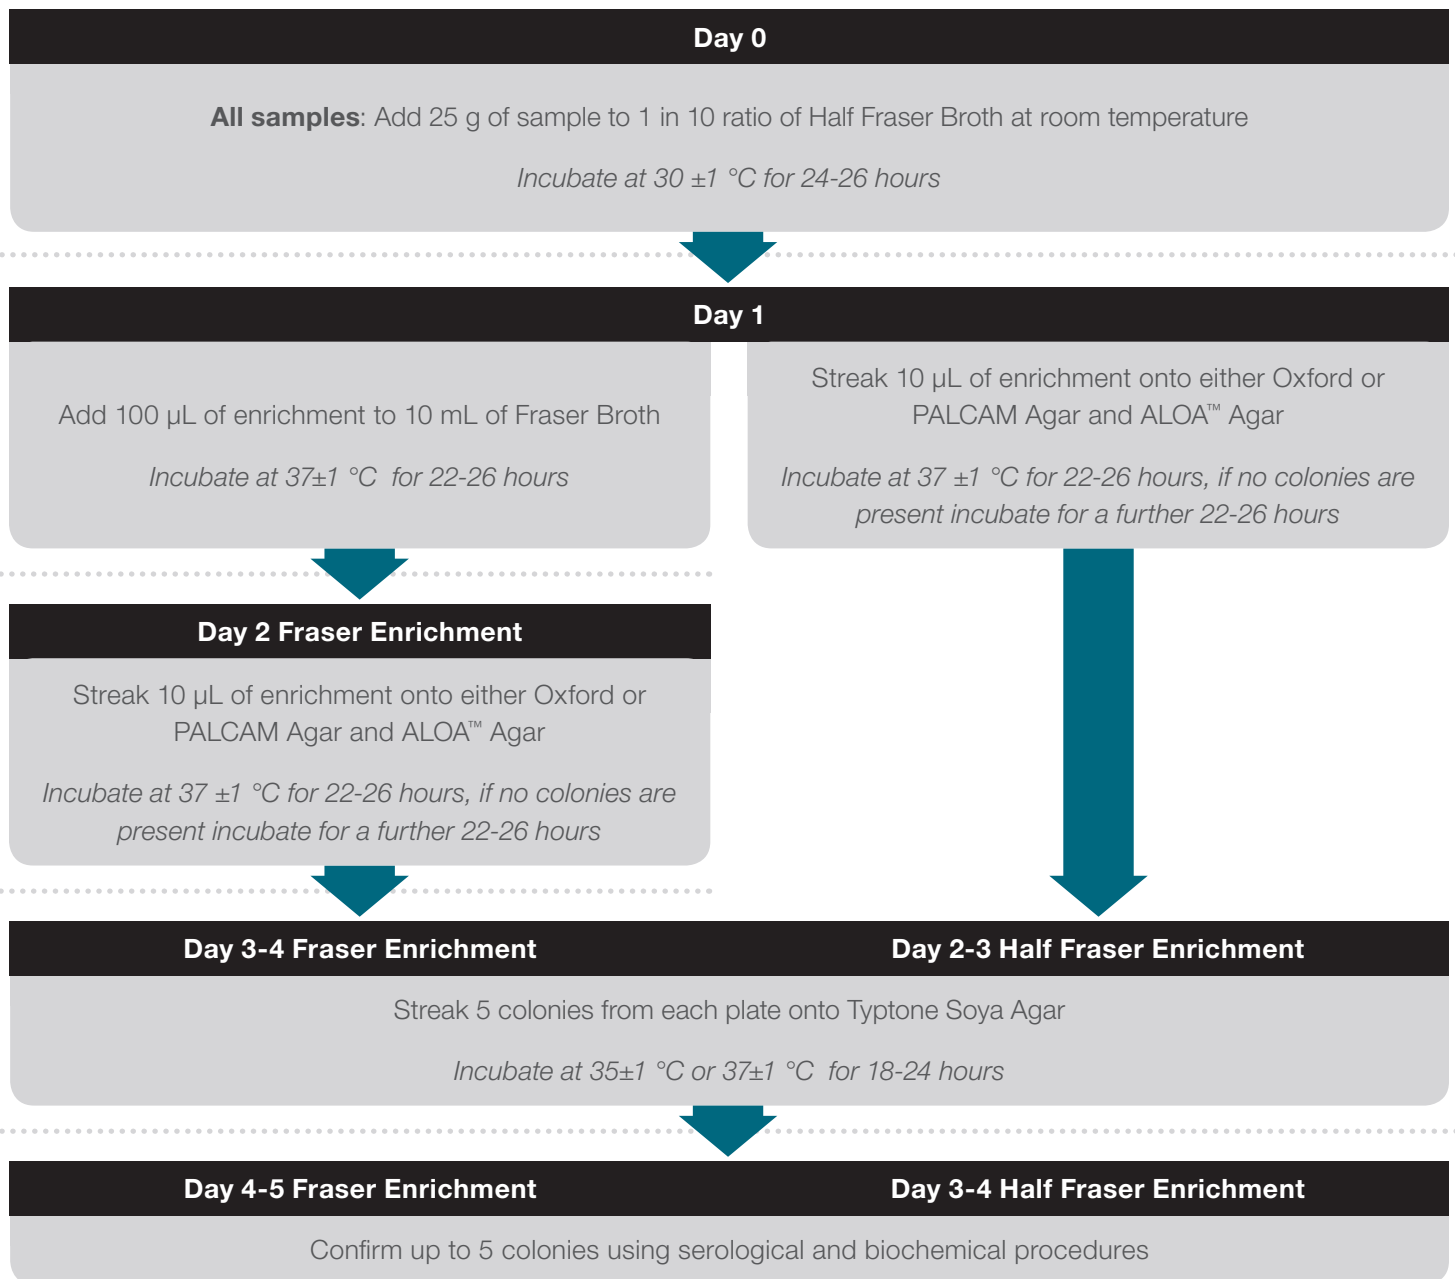 Day 0
All samples: Add 25 g of sample to 1 in 10 ratio of Half Fraser Broth at room temperature
Incubate at 30 ±1 °C for 24-26 hours
Day 1
Add 100 µL of enrichment to 10 mL of Fraser Broth
Incubate at 37±1 °C  for 22-26 hours
Streak 10 µL of enrichment onto either Oxford or
PALCAM Agar and ALOA™ Agar
Incubate at 37 ±1 °C for 22-26 hours, if no colonies are
present incubate for a further 22-26 hours
Day 2 Fraser Enrichment
Streak 10 µL of enrichment onto either Oxford or
PALCAM Agar and ALOA™ Agar
Incubate at 37 ±1 °C for 22-26 hours, if no colonies are
present incubate for a further 22-26 hours
Day 3-4 Fraser Enrichment
Day 2-3 Half Fraser Enrichment
Streak 5 colonies from each plate onto Typtone Soya Agar
Incubate at 35±1 °C or 37±1 °C  for 18-24 hours
Day 4-5 Fraser Enrichment
Day 3-4 Half Fraser Enrichment
Confirm up to 5 colonies using serological and biochemical procedures